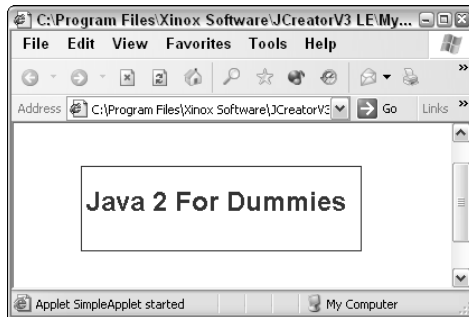 C:\Program Files\Xinox Software\JCreatorV3 LE\My...
File Edit View Favorites Tools Help
»
Address C:\Program Files\Xinox Software\JCreatorV3 Go Links »
Java 2 For Dummies
Applet SimpleApplet started My Computer